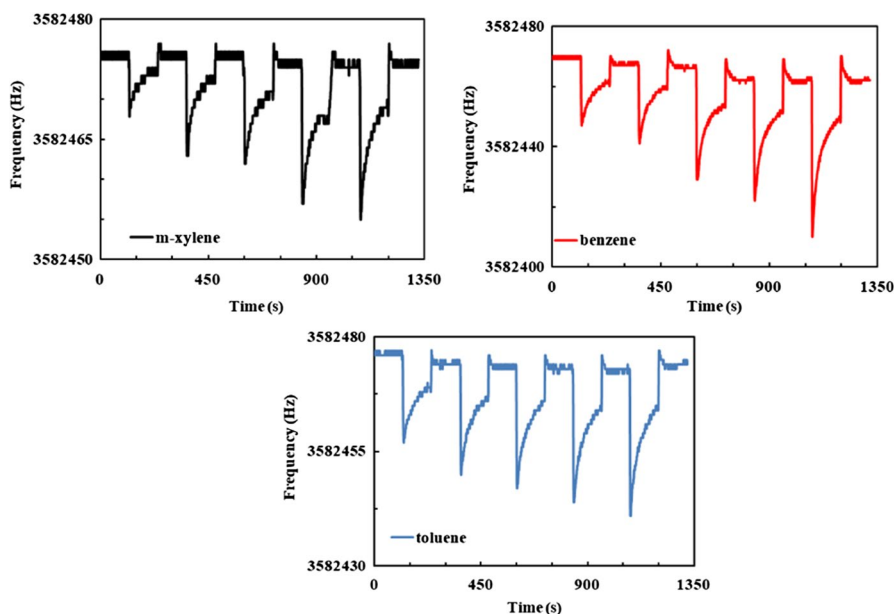 3582480
3582465
3582450
Frequency (Hz)
m-xylene
0 450 900 1350
Time (s)
3582480
3582440
3582400
Frequency (Hz)
benzene
0 450 900 1350
Time (s)
3582480
3582455
3582430
Frequency (Hz)
toluene
0 450 900 1350
Time (s)